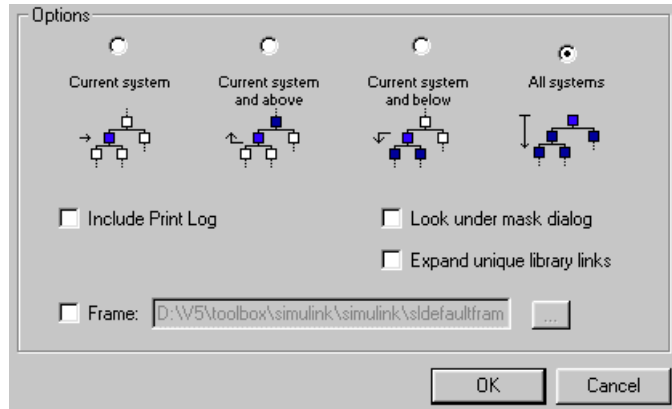 Options
Current system
Current system
and above
Current system
and below
All systems
Include Print Log
Look under mask dialog
Expand unique library links
Frame:
D:\V5\toolbox\simulink\simulink\sldefaultfram
...
OK
Cancel